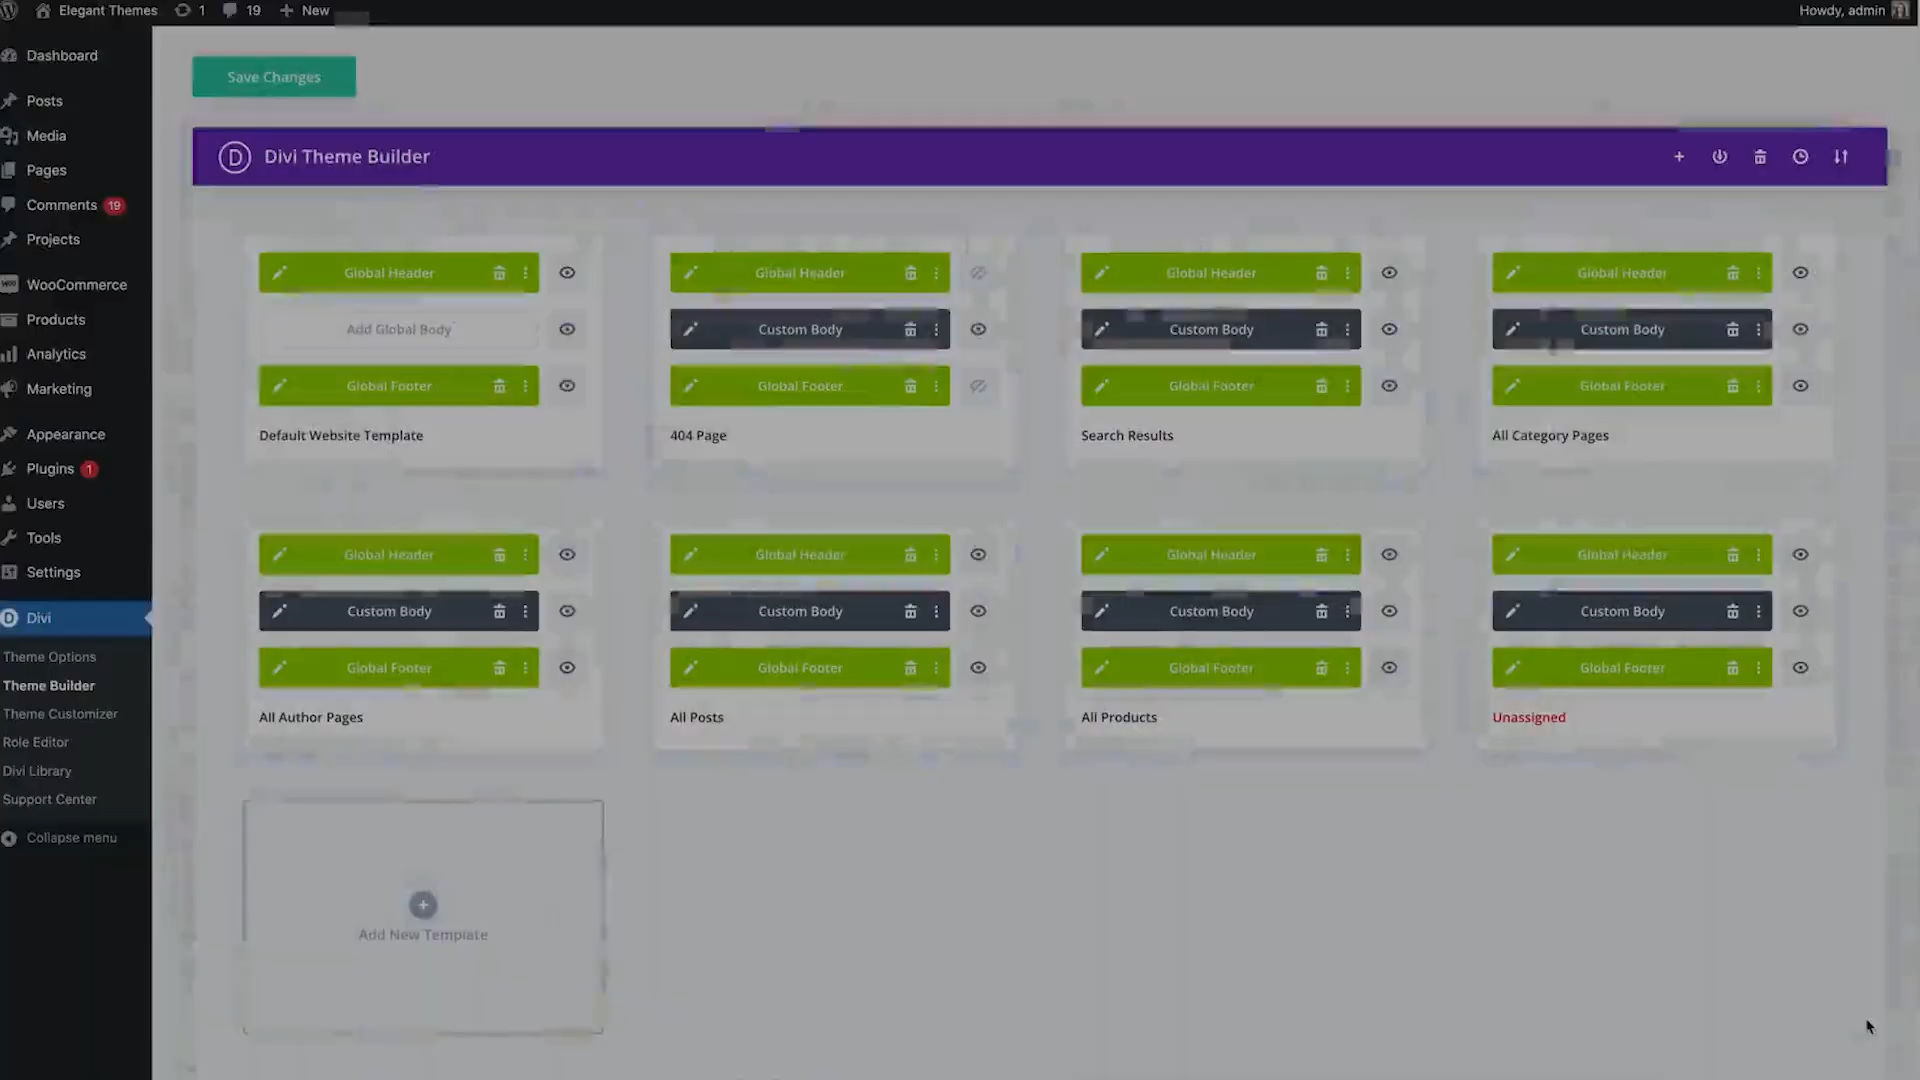 Elegant Themes 1 19 New Howdy, admin
Dashboard
Posts
Media
Pages
Comments 19
Projects
WooCommerce
Products
Analytics
Marketing
Appearance
Plugins 1
Users
Tools
Settings
Divi
Theme Options
Theme Builder
Theme Customizer
Role Editor
Divi Library
Support Center
Collapse menu
Save Changes
D Divi Theme Builder
Global Header
Add Global Body
Global Footer
Default Website Template
Global Header
Custom Body
Global Footer
404 Page
Global Header
Custom Body
Global Footer
Search Results
Global Header
Custom Body
Global Footer
All Category Pages
Global Header
Custom Body
Global Footer
All Author Pages
Global Header
Custom Body
Global Footer
All Posts
Global Header
Custom Body
Global Footer
All Products
Global Header
Custom Body
Global Footer
Unassigned
Add New Template